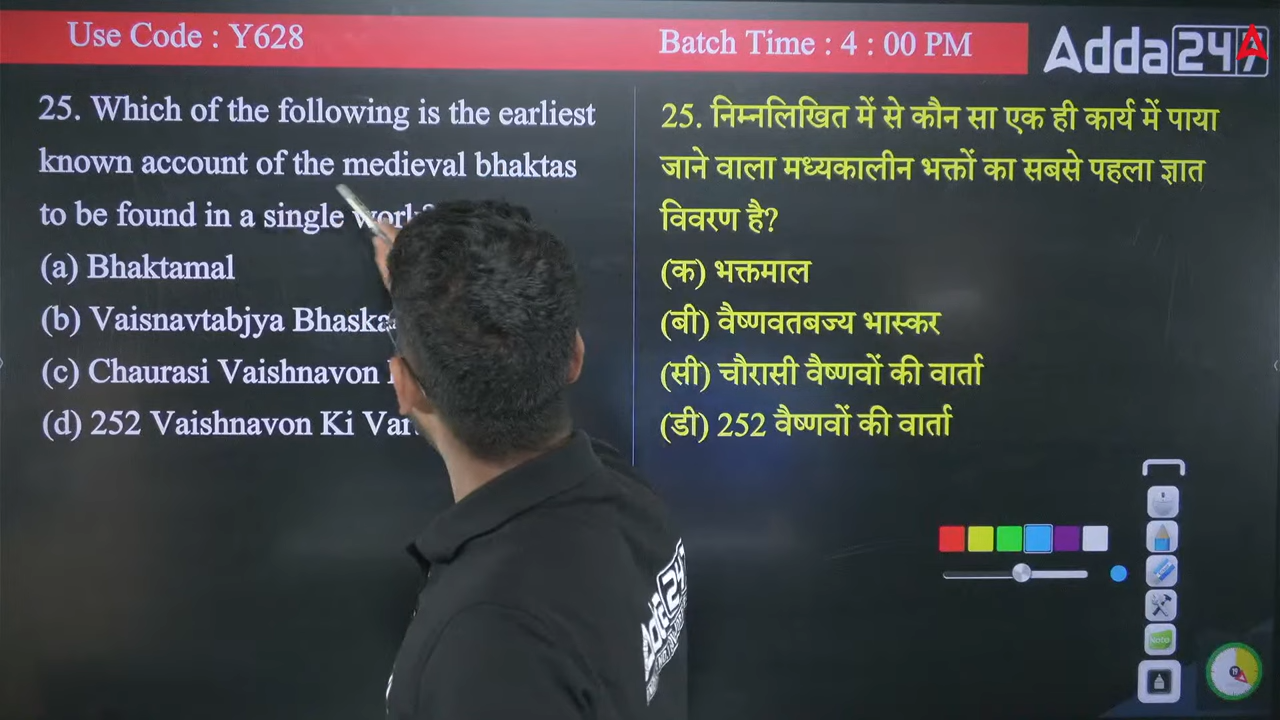 Use Code : Y628
Batch Time : 4 : 00 PM
Adda247
25. Which of the following is the earliest
known account of the medieval bhaktas
to be found in a single work?
(a) Bhaktamal
(b) Vaisnavtabjya
(c) Chaurasi Vaishnavon
(d) 252 Vaishnavon Ki
25. निम्नलिखित में से कौन सा एक ही कार्य में पाया
जाने वाला मध्यकालीन भक्तों का सबसे पहला ज्ञात
विवरण है?
(क) भक्तमाल
(बी) वैष्णवतबज्य भास्कर
(सी) चौरासी वैष्णवों की वार्ता
(डी) 252 वैष्णवों की वार्ता
Adda247